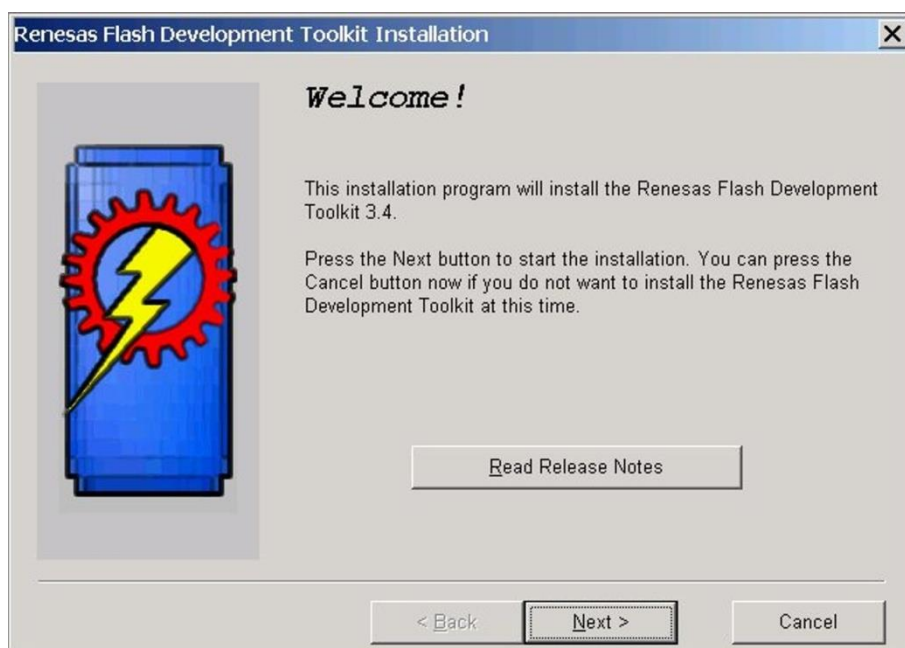 Renesas Flash Development Toolkit Installation
Welcome!
This installation program will install the Renesas Flash Development
Toolkit 3.4.
Press the Next button to start the installation. You can press the
Cancel button now if you do not want to install the Renesas Flash
Development Toolkit at this time.
Read Release Notes
< Back
Next >
Cancel